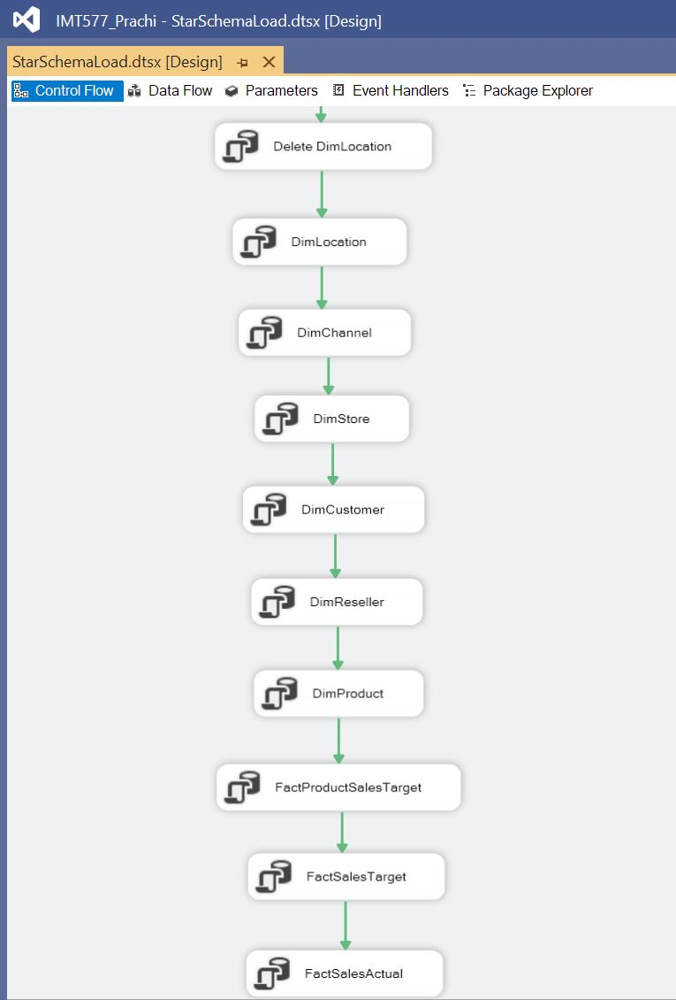 IMT577_Prachi - StarSchemaLoad.dtsx [Design]
StarSchemaLoad.dtsx [Design]
Control Flow Data Flow Parameters Event Handlers Package Explorer
Delete DimLocation
DimLocation
DimChannel
DimStore
DimCustomer
DimReseller
DimProduct
FactProductSalesTarget
FactSalesTarget
FactSalesActual